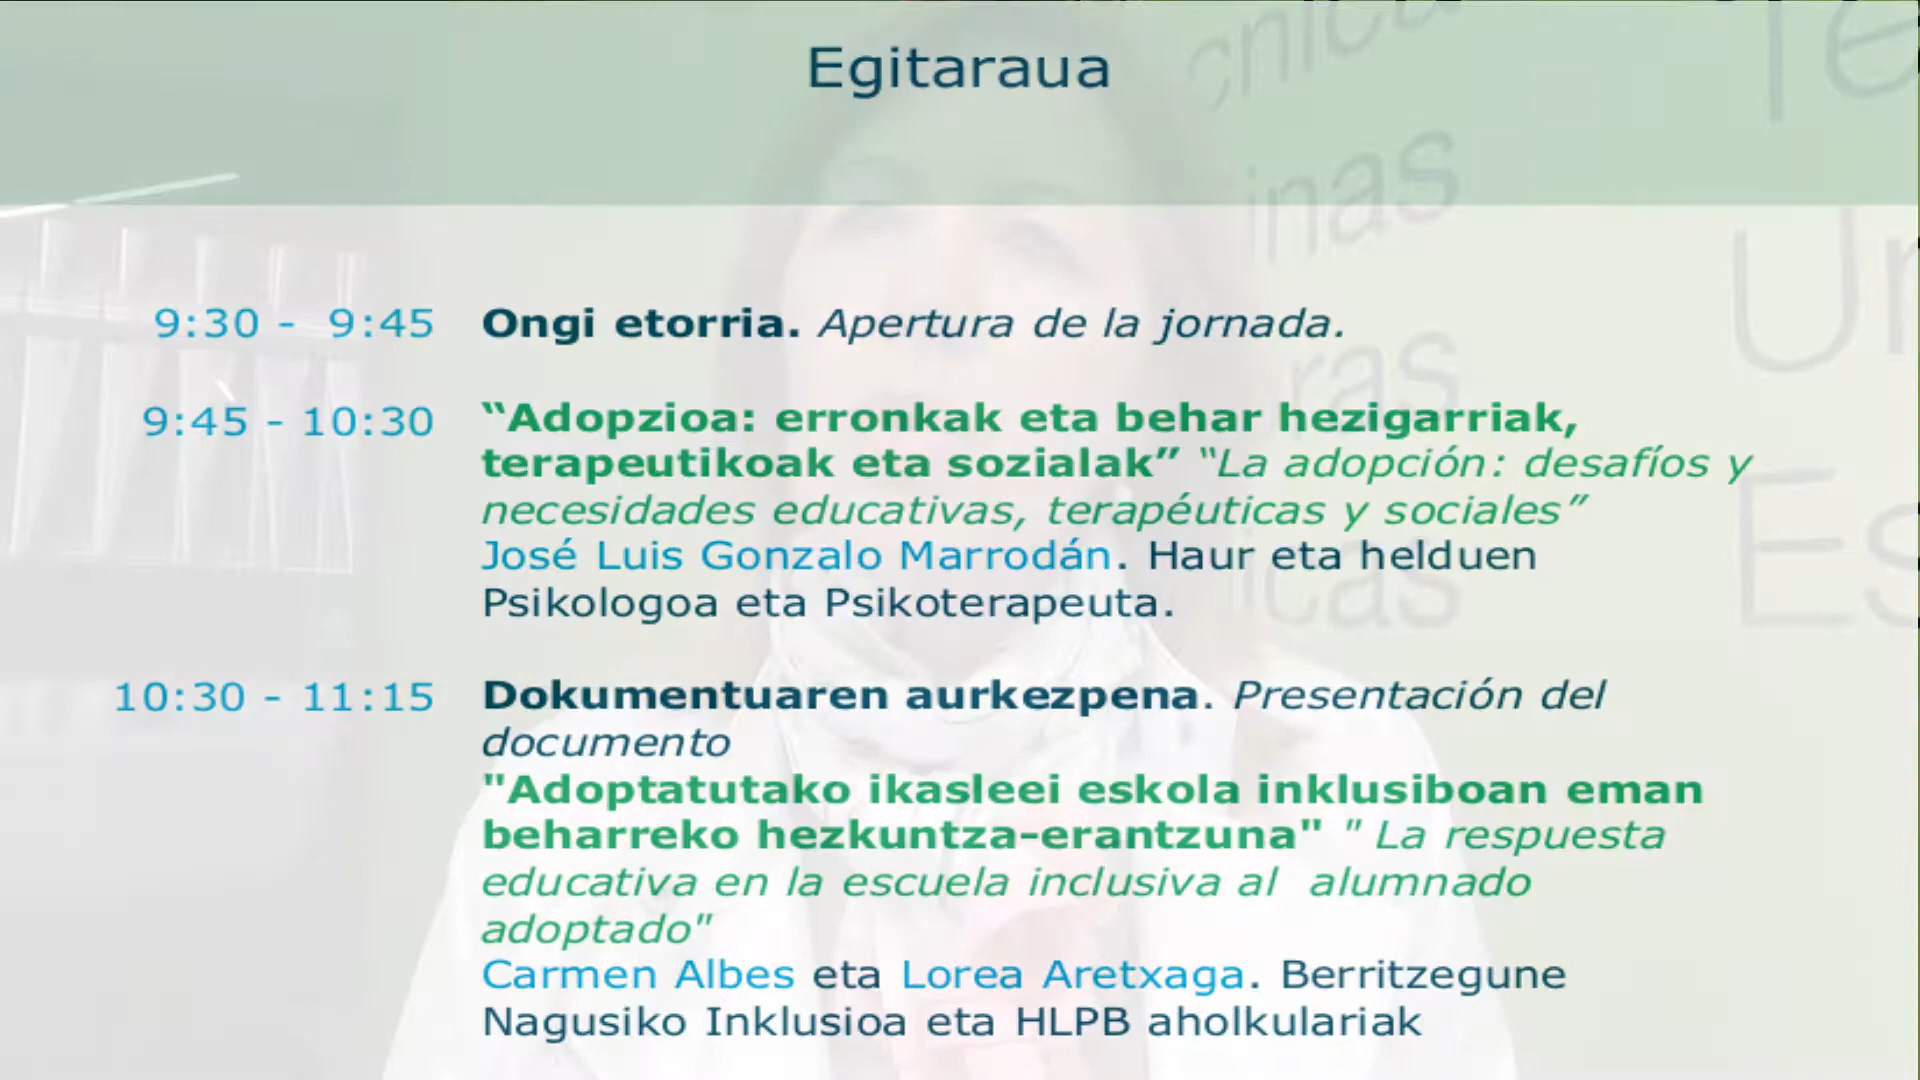 Egitaraua
9:30 - 9:45 Ongi etorria. Apertura de la jornada.
9:45 - 10:30 “Adopzioa: erronkak eta behar hezigarriak,
terapeutikoak eta sozialak” “La adopción: desafíos y
necesidades educativas, terapéuticas y sociales”
José Luis Gonzalo Marrodán. Haur eta helduen
Psikologoa eta Psikoterapeuta.
10:30 - 11:15 Dokumentuaren aurkezpena. Presentación del
documento
"Adoptatutako ikasleei eskola inklusiboan eman
beharreko hezkuntza-erantzuna" " La respuesta
educativa en la escuela inclusiva al alumnado
adoptado"
Carmen Albes eta Lorea Aretxaga. Berritzegune
Nagusiko Inklusioa eta HLPB aholkulariak